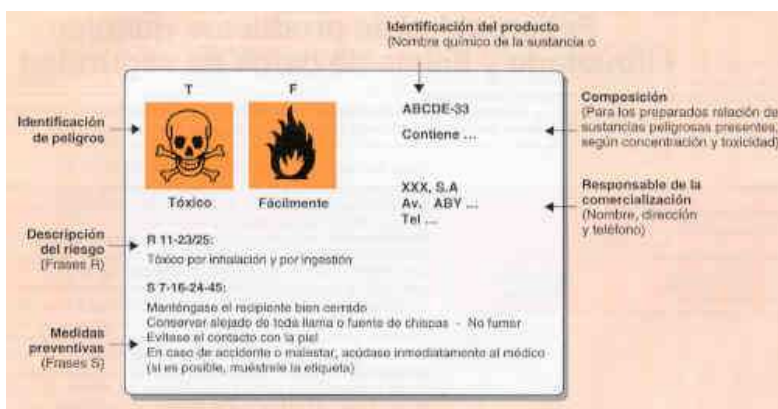 Identificación del producto
(Nombre químico de la sustancia o
T
F
Identificación
de peligros
Tóxico
Fácilmente
ABCDE-33
Contiene ...
Composición
(Para los preparados relación de
sustancias peligrosas presentes
según concentración y toxicidad)
XXX, S.A
Av. ABY ...
Tel ...
Responsable de la
comercialización
(Nombre, dirección
y teléfono)
Descripción
del riesgo
(Frases R)
R 11-23/25:
Tóxico por inhalación y por ingestión
S 7-16-24-45:
Manténgase el recipiente bien cerrado
Conservar alejado de toda llama o fuente de chispas - No fumar
Evítese el contacto con la piel
En caso de accidente o malestar, acúdase inmediatamente al médico
(si es posible, muéstrele la etiqueta)
Medidas
preventivas
(Frases S)